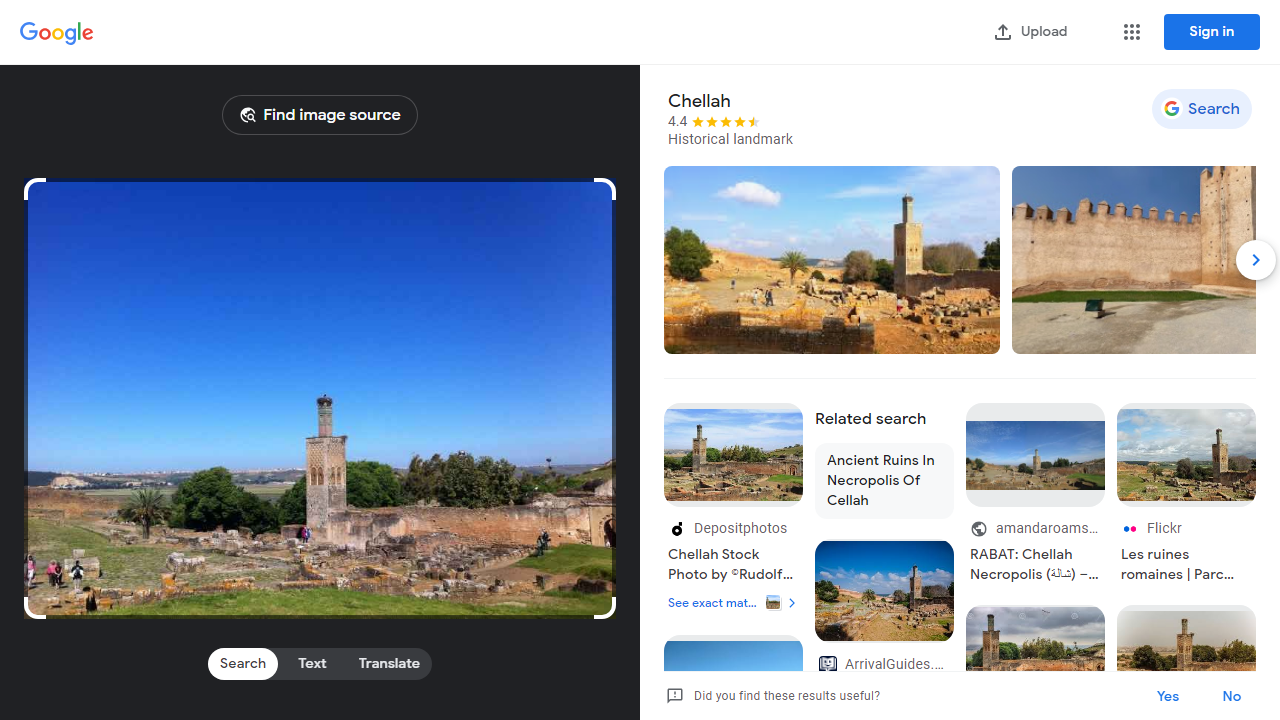 Google
Upload
Sign in
Find image source
Search
Text
Translate
Chellah
4.4
Historical landmark
Search
Depositphotos
Chellah Stock
Photo by ©Rudolf...
See exact mat...
Related search
Ancient Ruins In
Necropolis Of
Cellah
ArrivalGuides....
amandaroams...
RABAT: Chellah
Necropolis (شالة) –...
Flickr
Les ruines
romaines | Parc...
Did you find these results useful?
Yes
No